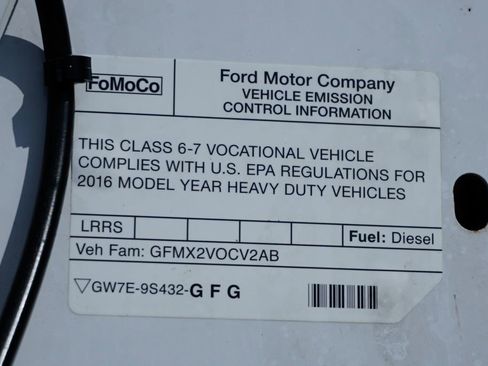 FoMoCo
Ford Motor Company
VEHICLE EMISSION
CONTROL INFORMATION
THIS CLASS 6-7 VOCATIONAL VEHICLE
COMPLIES WITH U.S. EPA REGULATIONS FOR
2016 MODEL YEAR HEAVY DUTY VEHICLES
LRRS Fuel: Diesel
Veh Fam: GFMX2VOCV2AB
GW7E-9S432-GFG